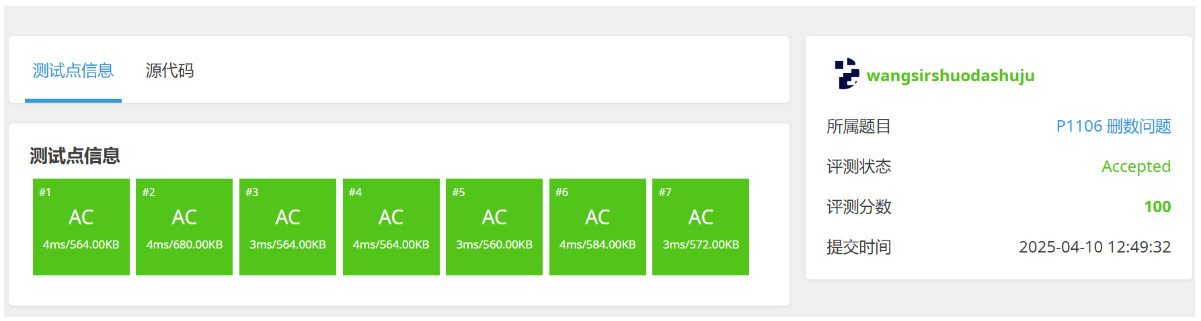 测试点信息 源代码
测试点信息
#1 #2 #3 #4 #5 #6 #7
AC AC AC AC AC AC AC
4ms/564.00KB 4ms/680.00KB 3ms/564.00KB 4ms/564.00KB 3ms/560.00KB 4ms/584.00KB 3ms/572.00KB
wangsirshuodashuju
所属题目 P1106 删数问题
评测状态 Accepted
评测分数 100
提交时间 2025-04-10 12:49:32